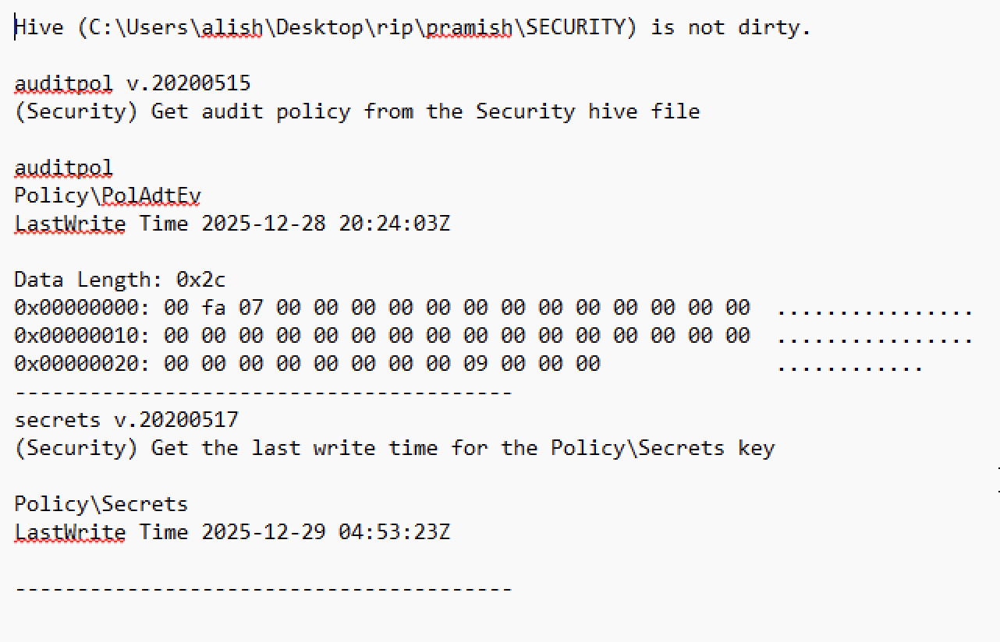 Hive (C:\Users\alish\Desktop\rip\pramish\SECURITY) is not dirty.
auditpol v.20200515
(Security) Get audit policy from the Security hive file
auditpol
Policy\PolAdtEv
LastWrite Time 2025-12-28 20:24:03Z
Data Length: 0x2c
0x00000000: 00 fa 07 00 00 00 00 00 00 00 00 00 00 00 00 00  ................
0x00000010: 00 00 00 00 00 00 00 00 00 00 00 00 00 00 00 00  ................
0x00000020: 00 00 00 00 00 00 00 00 09 00 00 00              ............
----------------------------------------
secrets v.20200517
(Security) Get the last write time for the Policy\Secrets key
Policy\Secrets
LastWrite Time 2025-12-29 04:53:23Z
----------------------------------------